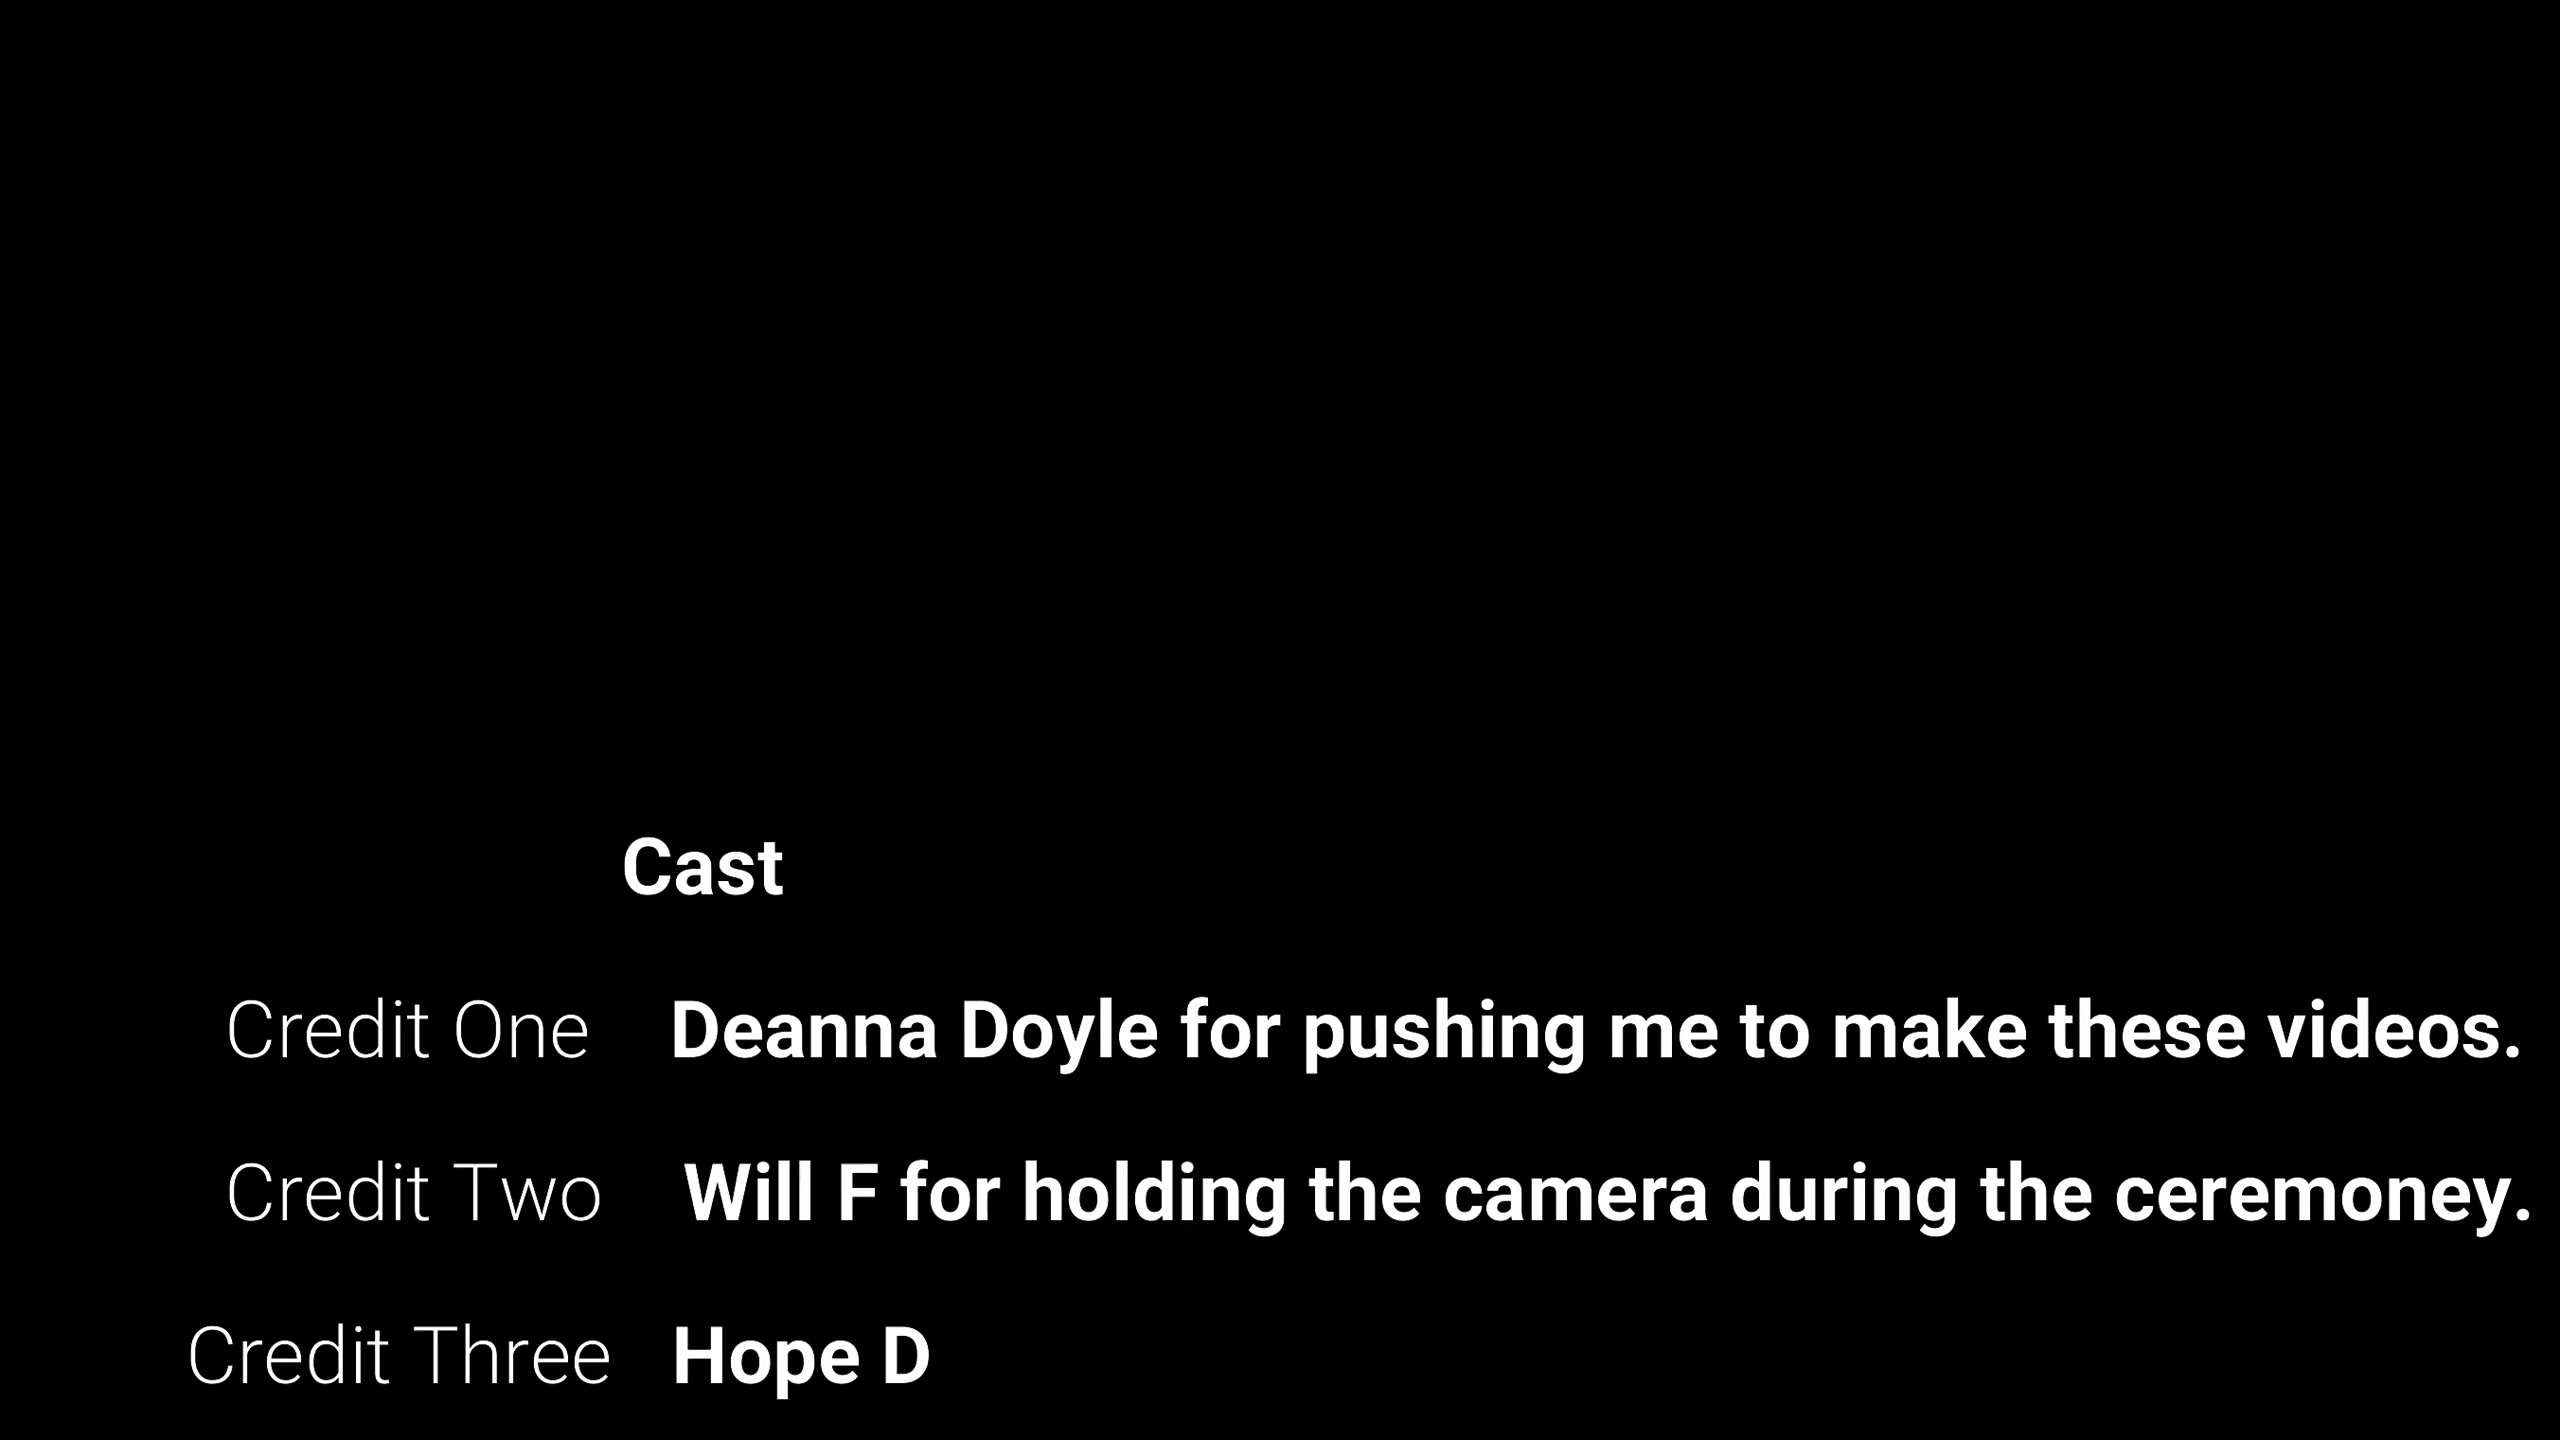 Cast
Credit One Deanna Doyle for pushing me to make these videos.
Credit Two Will F for holding the camera during the ceremoney.
Credit Three Hope D